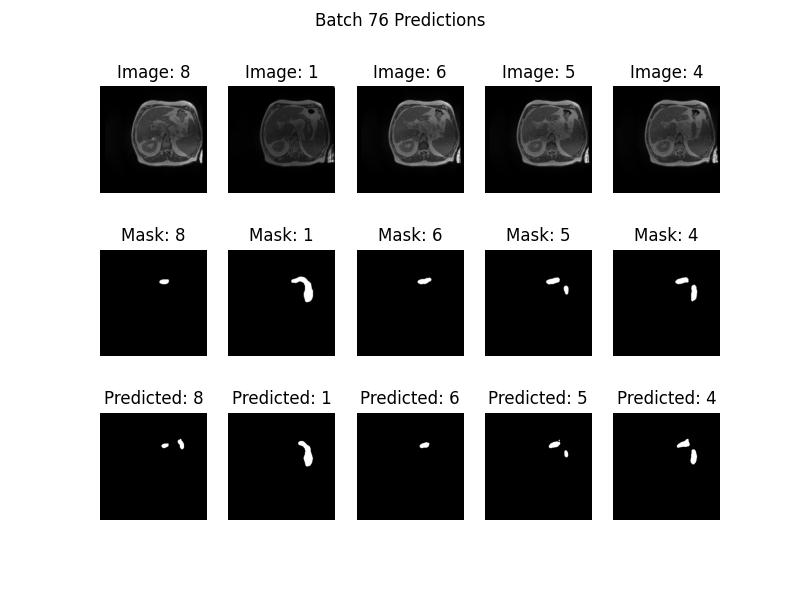 Batch 76 Predictions
Image: 8 Image: 1 Image: 6 Image: 5 Image: 4
Mask: 8 Mask: 1 Mask: 6 Mask: 5 Mask: 4
Predicted: 8 Predicted: 1 Predicted: 6 Predicted: 5 Predicted: 4